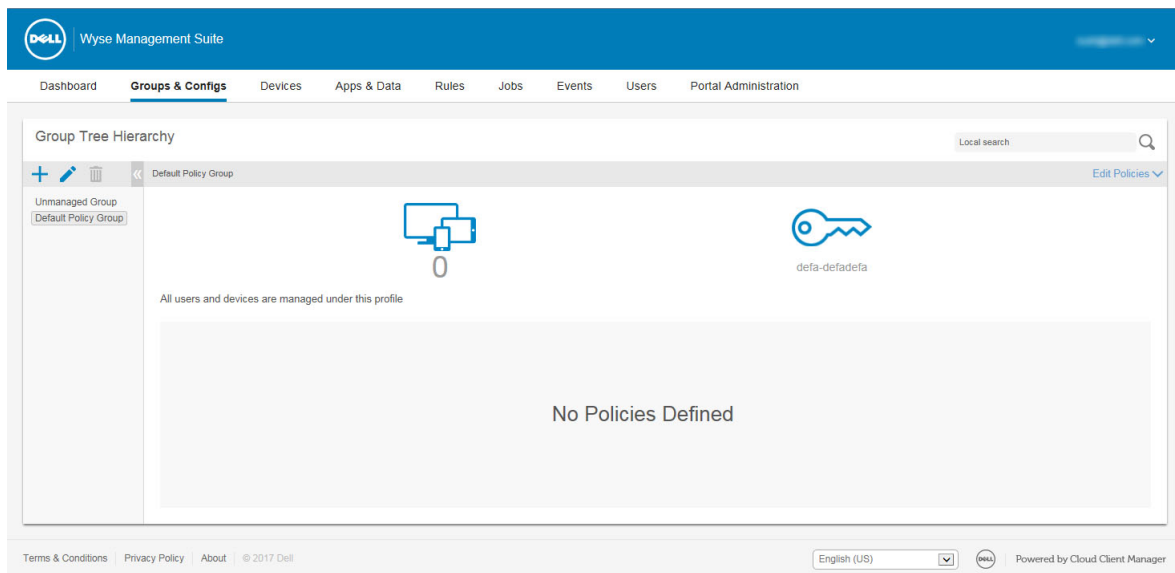 DELL Wyse Management Suite
Dashboard Groups & Configs Devices Apps & Data Rules Jobs Events Users Portal Administration
Group Tree Hierarchy
Local search
Default Policy Group
Edit Policies
Unmanaged Group
Default Policy Group
0
defa-defadefa
All users and devices are managed under this profile
No Policies Defined
Terms & Conditions Privacy Policy About © 2017 Dell English (US) DELL Powered by Cloud Client Manager